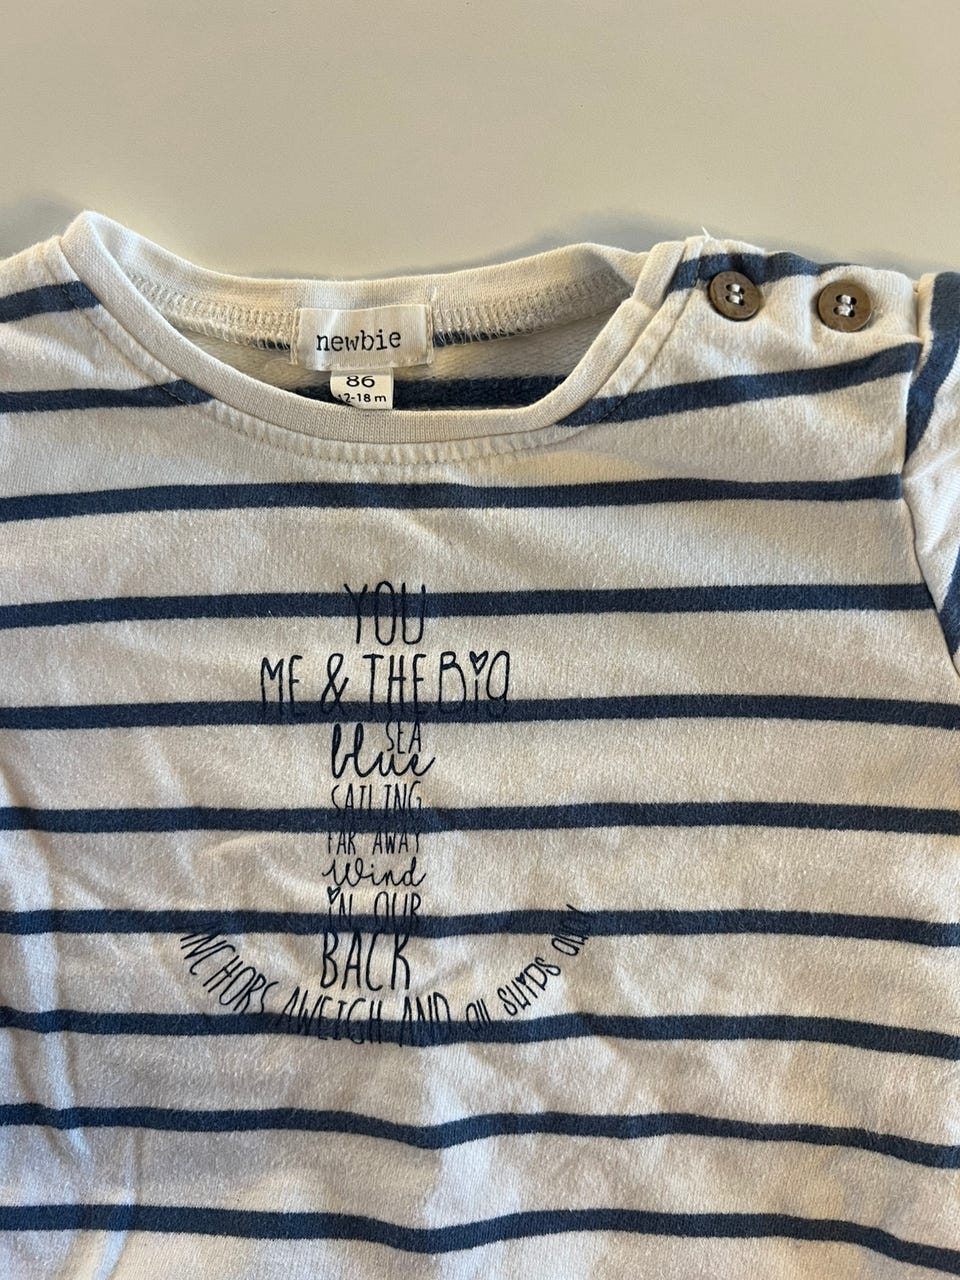 newbie
86
12-18 m
YOU
ME & THE BiG
SEA
blue
SAILING
FAR AWAY
Wind
iN OUR
BACK
ANCHORS AWEIGH AND all SHiPS